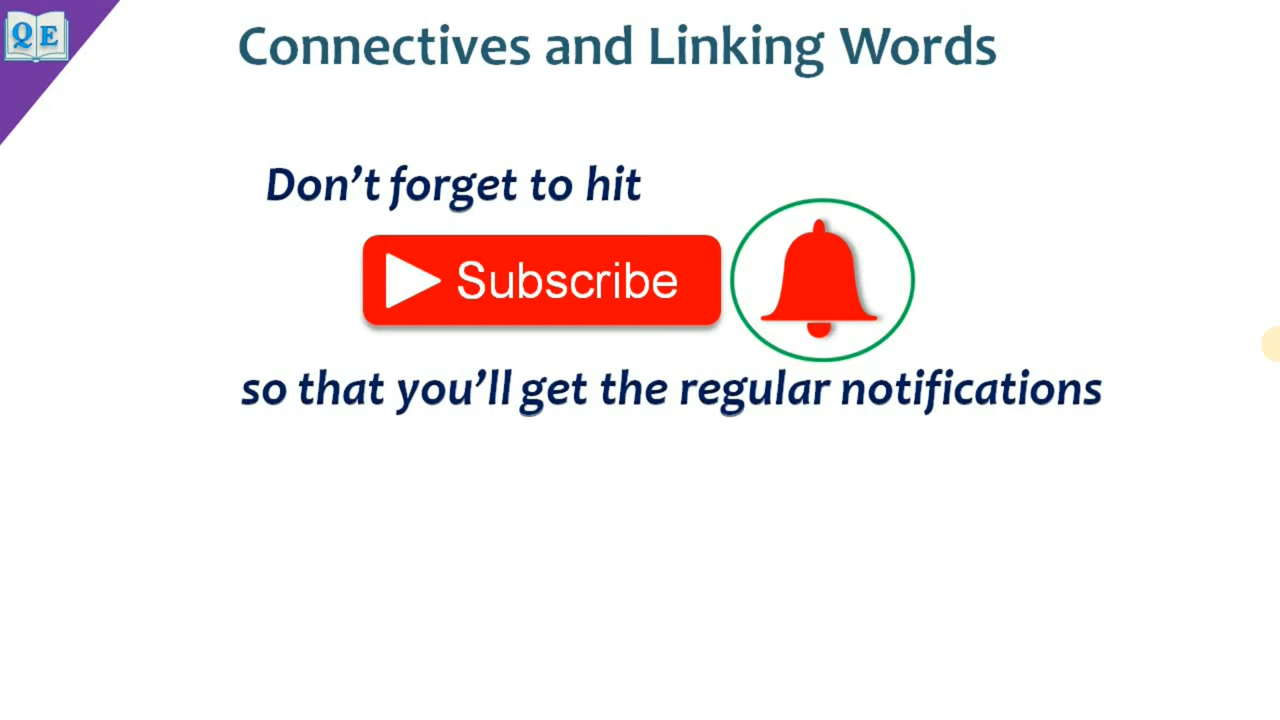 QE
Connectives and Linking Words
Don't forget to hit
Subscribe
so that you'll get the regular notifications